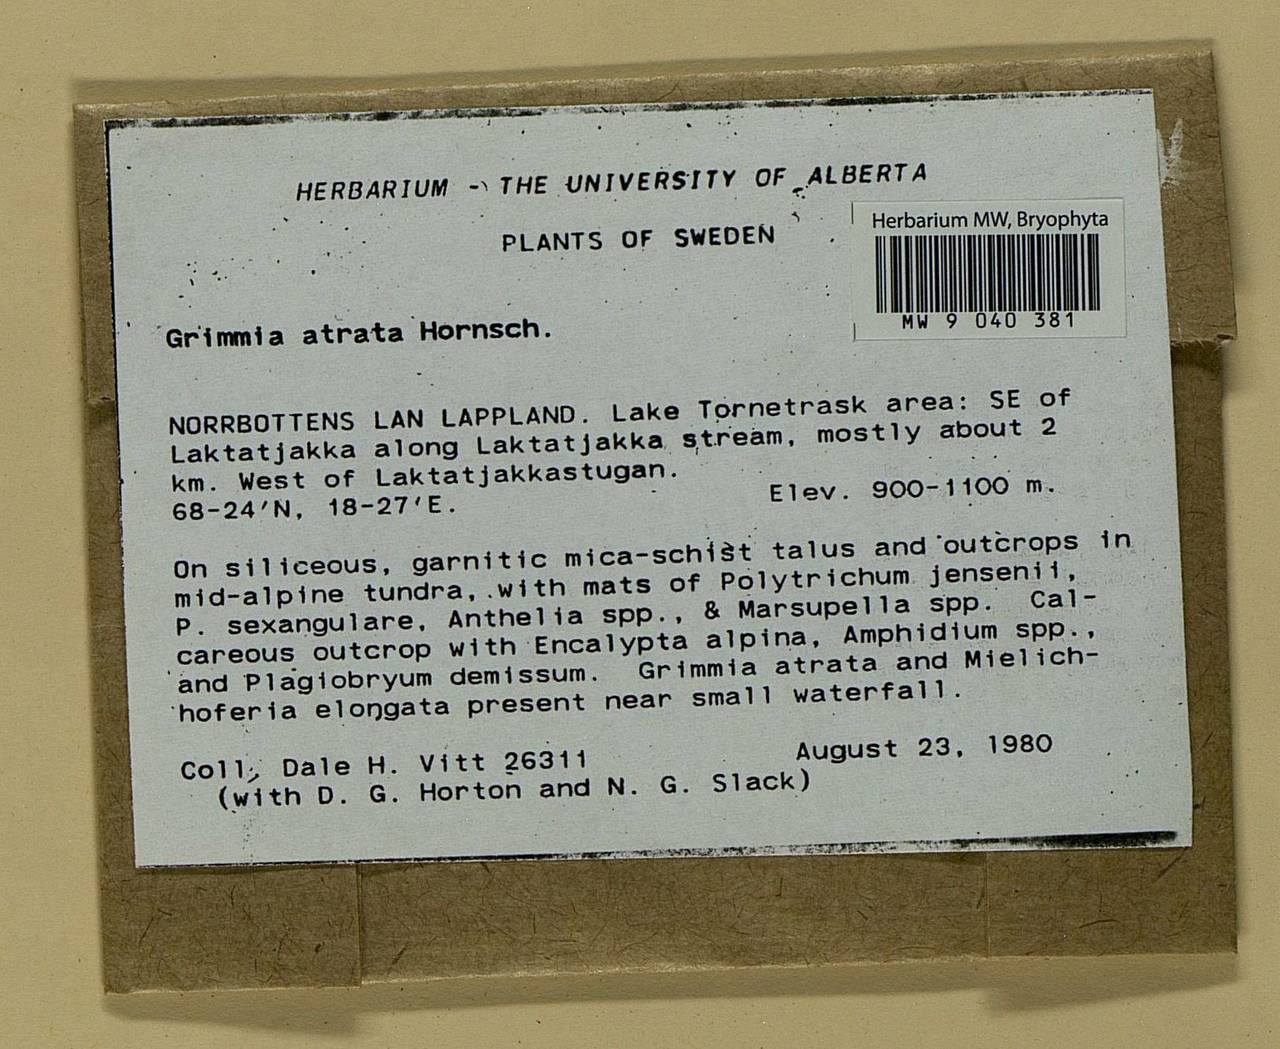 HERBARIUM - THE UNIVERSITY OF ALBERTA
PLANTS OF SWEDEN
Herbarium MW, Bryophyta
MW 9 040 381
Grimmia atrata Hornsch.
NORRBOTTENS LAN LAPPLAND. Lake Tornetrask area: SE of
Laktatjakka along Laktatjakka stream, mostly about 2
km. West of Laktatjakkastugan.
68-24'N, 18-27'E. Elev. 900-1100 m.
On siliceous, garnitic mica-schist talus and outcrops in
mid-alpine tundra, with mats of Polytrichum jensenii,
P. sexangulare, Anthelia spp., & Marsupella spp. Cal-
careous outcrop with Encalypta alpina, Amphidium spp.,
and Plagiobryum demissum. Grimmia atrata and Mielich-
hoferia elongata present near small waterfall.
Coll. Dale H. Vitt 26311 August 23, 1980
(with D. G. Horton and N. G. Slack)